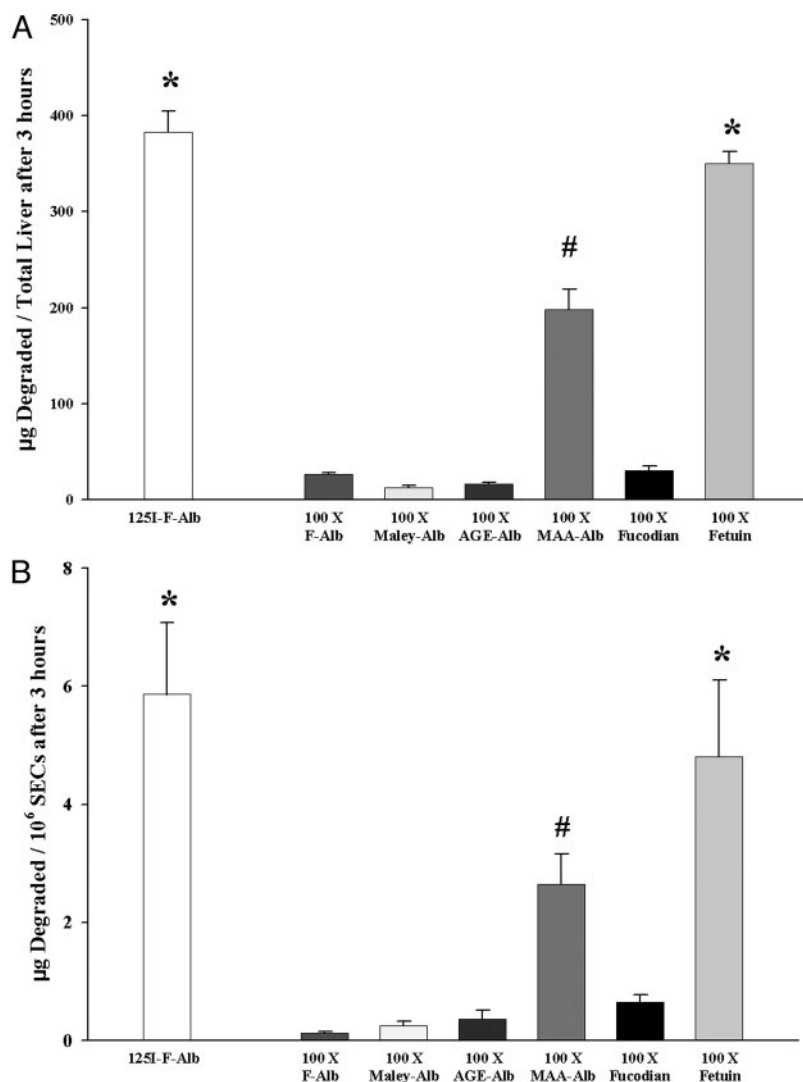 A
µg Degraded / Total Liver after 3 hours
500
400
300
200
100
0
*
#
*
125I-F-Alb
100 X F-Alb
100 X Maley-Alb
100 X AGE-Alb
100 X MAA-Alb
100 X Fucodian
100 X Fetuin
B
µg Degraded / 10⁶ SECs after 3 hours
8
6
4
2
0
*
#
*
125I-F-Alb
100 X F-Alb
100 X Maley-Alb
100 X AGE-Alb
100 X MAA-Alb
100 X Fucodian
100 X Fetuin